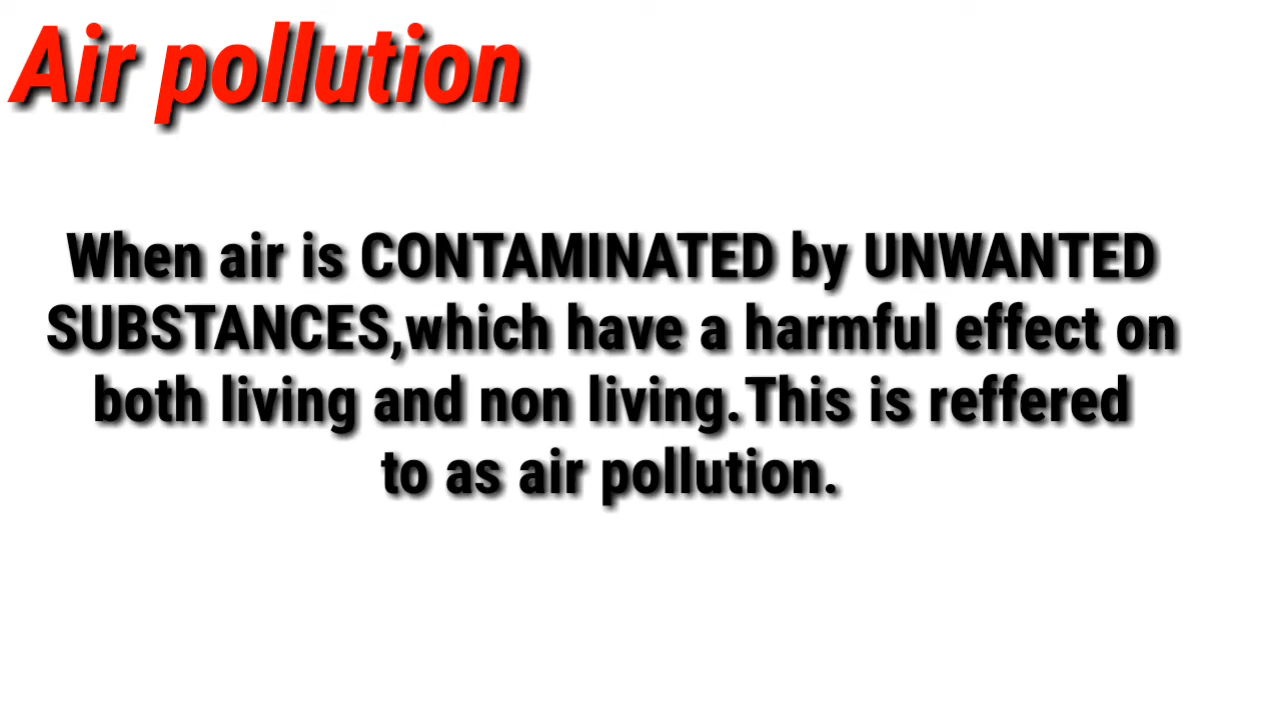 Air pollution
When air is CONTAMINATED by UNWANTED
SUBSTANCES,which have a harmful effect on
both living and non living.This is reffered
to as air pollution.